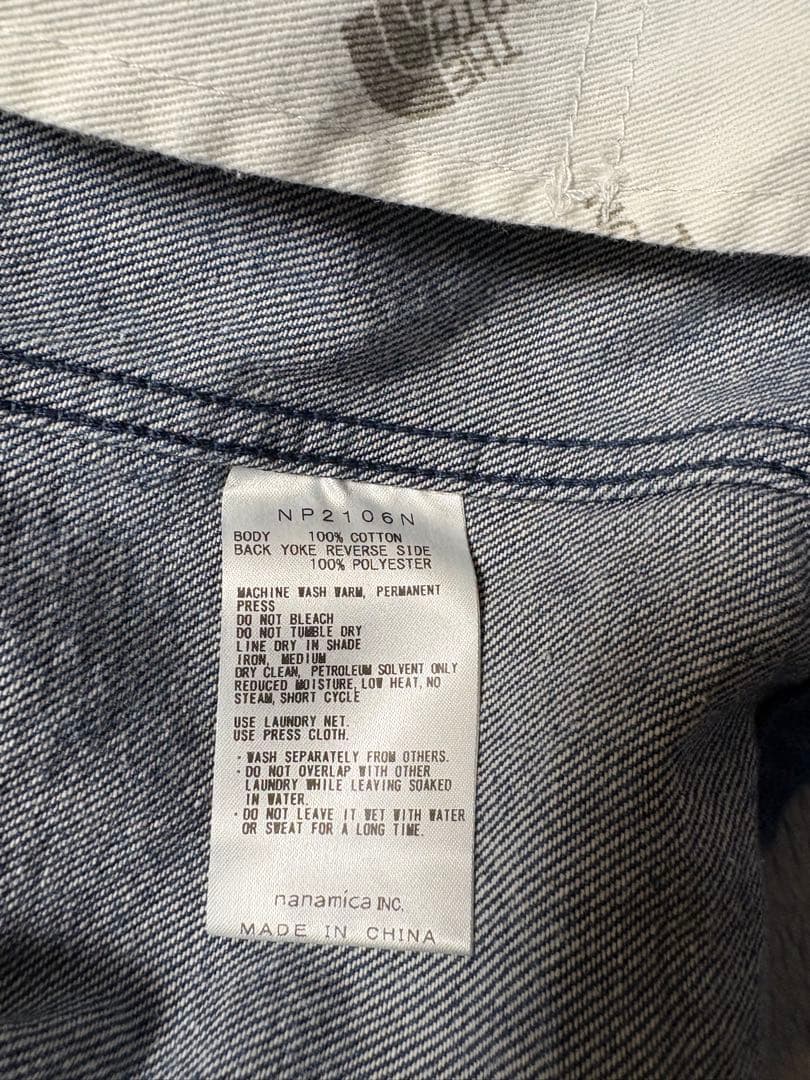 THE
NP2106N
BODY 100% COTTON
BACK YOKE REVERSE SIDE
100% POLYESTER
MACHINE WASH WARM, PERMANENT
PRESS
DO NOT BLEACH
DO NOT TUMBLE DRY
LINE DRY IN SHADE
IRON, MEDIUM
DRY CLEAN, PETROLEUM SOLVENT ONLY
REDUCED MOISTURE, LOW HEAT, NO
STEAM, SHORT CYCLE
USE LAUNDRY NET.
USE PRESS CLOTH.
· WASH SEPARATELY FROM OTHERS.
· DO NOT OVERLAP WITH OTHER
LAUNDRY WHILE LEAVING SOAKED
IN WATER.
· DO NOT LEAVE IT WET WITH WATER
OR SWEAT FOR A LONG TIME.
nanamica INC.
MADE IN CHINA